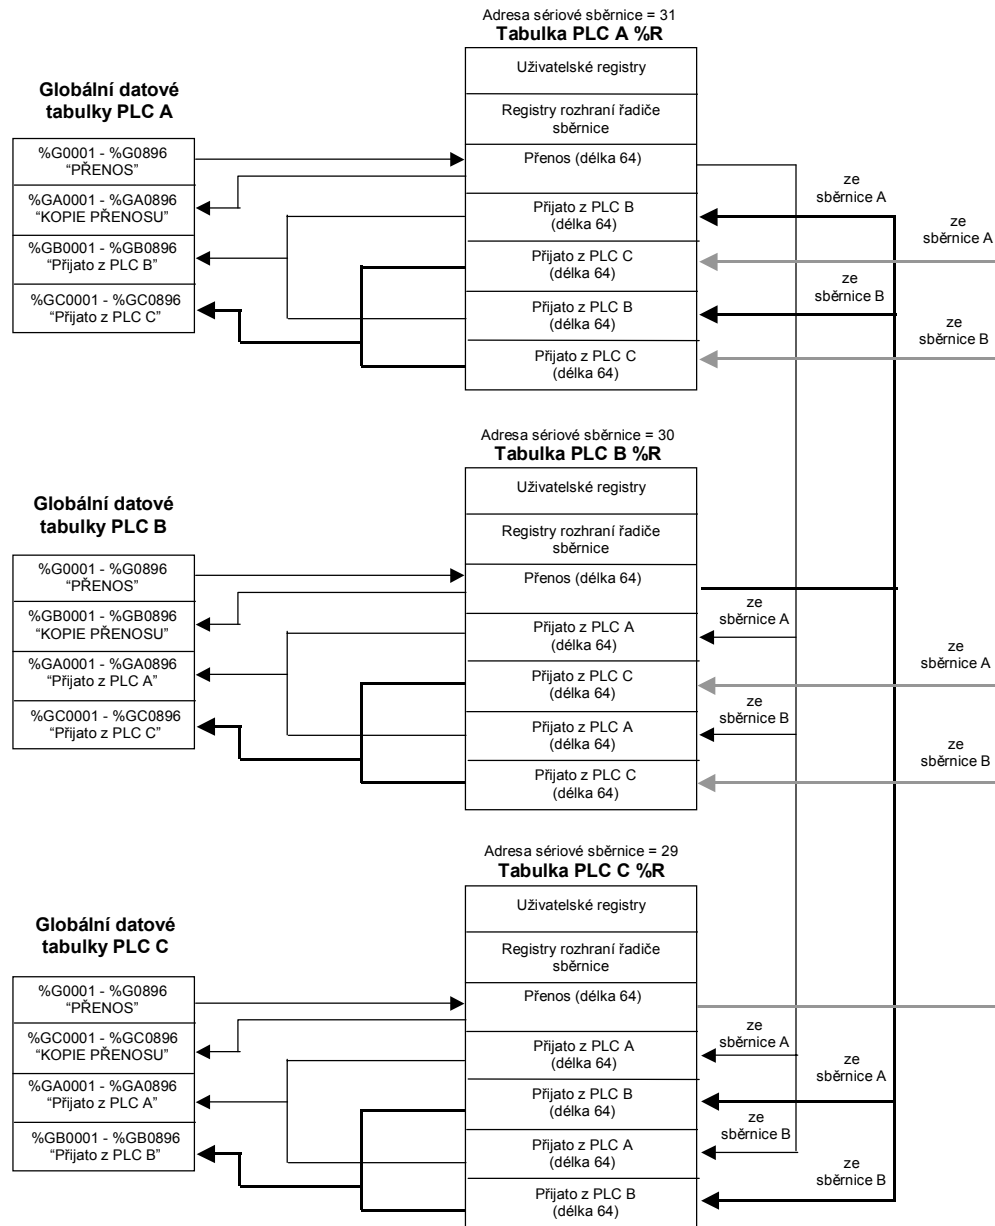 Adresa sériové sběrnice = 31
Tabulka PLC A %R
Globální datové
tabulky PLC A
%G0001 - %G0896
“PŘENOS”
%GA0001 - %GA0896
“KOPIE PŘENOSU”
%GB0001 - %GB0896
“Přijato z PLC B”
%GC0001 - %GC0896
“Přijato z PLC C”
Uživatelské registry
Registry rozhraní řadiče
sběrnice
Přenos (délka 64)
Přijato z PLC B
(délka 64)
Přijato z PLC C
(délka 64)
Přijato z PLC B
(délka 64)
Přijato z PLC C
(délka 64)
ze
sběrnice A
ze
sběrnice A
ze
sběrnice B
ze
sběrnice B
Adresa sériové sběrnice = 30
Tabulka PLC B %R
Globální datové
tabulky PLC B
%G0001 - %G0896
“PŘENOS”
%GB0001 - %GB0896
“KOPIE PŘENOSU”
%GA0001 - %GA0896
“Přijato z PLC A”
%GC0001 - %GC0896
“Přijato z PLC C”
Uživatelské registry
Registry rozhraní řadiče
sběrnice
Přenos (délka 64)
Přijato z PLC A
(délka 64)
Přijato z PLC C
(délka 64)
Přijato z PLC A
(délka 64)
Přijato z PLC C
(délka 64)
ze
sběrnice A
ze
sběrnice A
ze
sběrnice B
ze
sběrnice B
Adresa sériové sběrnice = 29
Tabulka PLC C %R
Globální datové
tabulky PLC C
%G0001 - %G0896
“PŘENOS”
%GC0001 - %GC0896
“KOPIE PŘENOSU”
%GA0001 - %GA0896
“Přijato z PLC A”
%GB0001 - %GB0896
“Přijato z PLC B”
Uživatelské registry
Registry rozhraní řadiče
sběrnice
Přenos (délka 64)
Přijato z PLC A
(délka 64)
Přijato z PLC B
(délka 64)
Přijato z PLC A
(délka 64)
Přijato z PLC B
(délka 64)
ze
sběrnice A
ze
sběrnice A
ze
sběrnice B
ze
sběrnice B